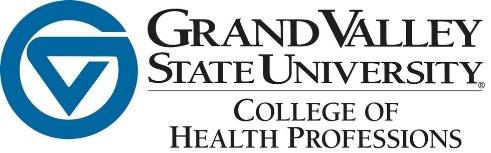 GRAND VALLEY
STATE UNIVERSITY®
COLLEGE OF
HEALTH PROFESSIONS